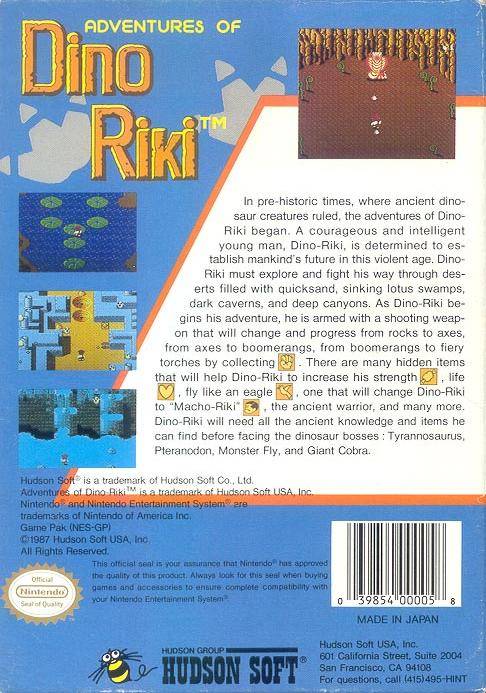 ADVENTURES OF
Dino
Riki™
In pre-historic times, where ancient dino-
saur creatures ruled, the adventures of Dino-
Riki began. A courageous and intelligent
young man, Dino-Riki, is determined to es-
tablish mankind's future in this violent age. Dino-
Riki must explore and fight his way through des-
erts filled with quicksand, sinking lotus swamps,
dark caverns, and deep canyons. As Dino-Riki be-
gins his adventure, he is armed with a shooting weap-
on that will change and progress from rocks to axes,
from axes to boomerangs, from boomerangs to fiery
torches by collecting . There are many hidden items
that will help Dino-Riki to increase his strength , life
, fly like an eagle , one that will change Dino-Riki
to "Macho-Riki" , the ancient warrior, and many more.
Dino-Riki will need all the ancient knowledge and items he
can find before facing the dinosaur bosses: Tyrannosaurus,
Pteranodon, Monster Fly, and Giant Cobra.
Hudson Soft® is a trademark of Hudson Soft Co., Ltd.
Adventures of Dino-Riki™ is a trademark of Hudson Soft USA, Inc.
Nintendo® and Nintendo Entertainment System® are
trademarks of Nintendo of America Inc.
Game Pak (NES-GP)
©1987 Hudson Soft USA, Inc.
All Rights Reserved.
Official
Nintendo®
Seal of Quality
This official seal is your assurance that Nintendo® has approved
the quality of this product. Always look for this seal when buying
games and accessories to ensure complete compatibility with
your Nintendo Entertainment System®.
0 39854 00005 8
MADE IN JAPAN
HUDSON GROUP
HUDSON SOFT®
Hudson Soft USA, Inc.
601 California Street, Suite 2004
San Francisco, CA 94108
For questions, call (415)495-HINT